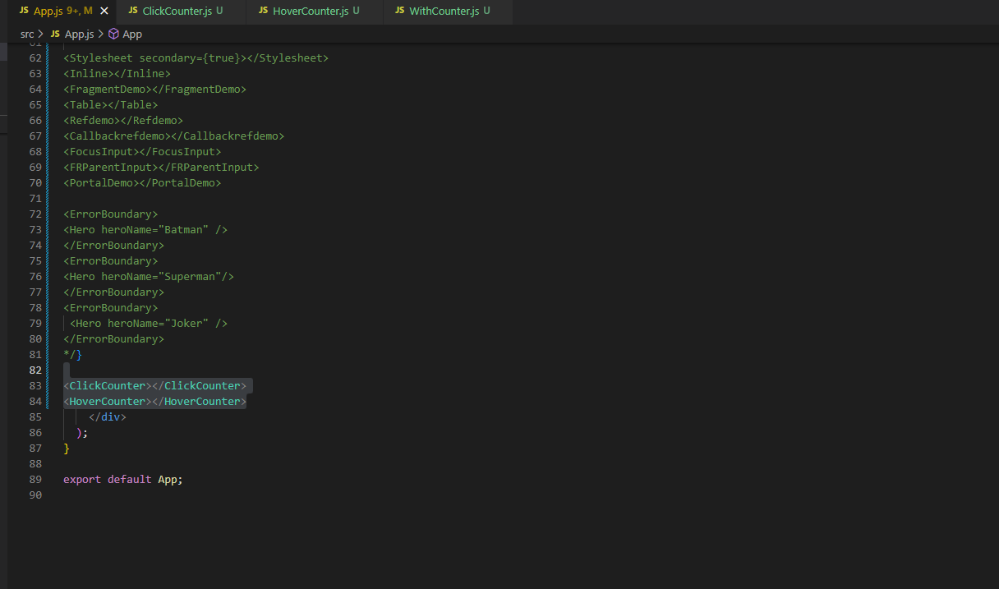 JS App.js 9+, M JS ClickCounter.js U JS HoverCounter.js U JS WithCounter.js U
src > JS App.js > App
61
62 <Stylesheet secondary={true}></Stylesheet>
63 <Inline></Inline>
64 <FragmentDemo></FragmentDemo>
65 <Table></Table>
66 <Refdemo></Refdemo>
67 <Callbackrefdemo></Callbackrefdemo>
68 <FocusInput></FocusInput>
69 <FRParentInput></FRParentInput>
70 <PortalDemo></PortalDemo>
71
72 <ErrorBoundary>
73 <Hero heroName="Batman" />
74 </ErrorBoundary>
75 <ErrorBoundary>
76 <Hero heroName="Superman"/>
77 </ErrorBoundary>
78 <ErrorBoundary>
79 <Hero heroName="Joker" />
80 </ErrorBoundary>
81 */}
82
83 <ClickCounter></ClickCounter>
84 <HoverCounter></HoverCounter>
85 </div>
86 );
87 }
88
89 export default App;
90